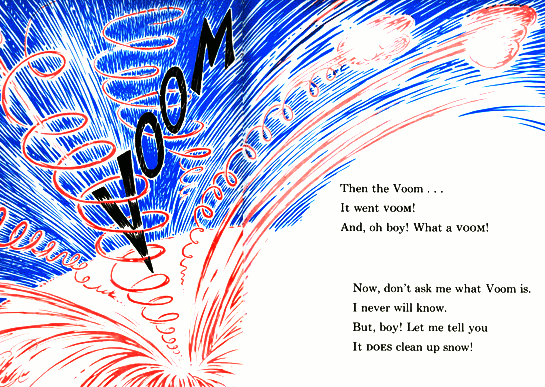 VOOM
Then the Voom . . .
It went VOOM!
And, oh boy! What a VOOM!
Now, don't ask me what Voom is.
I never will know.
But, boy! Let me tell you
It DOES clean up snow!